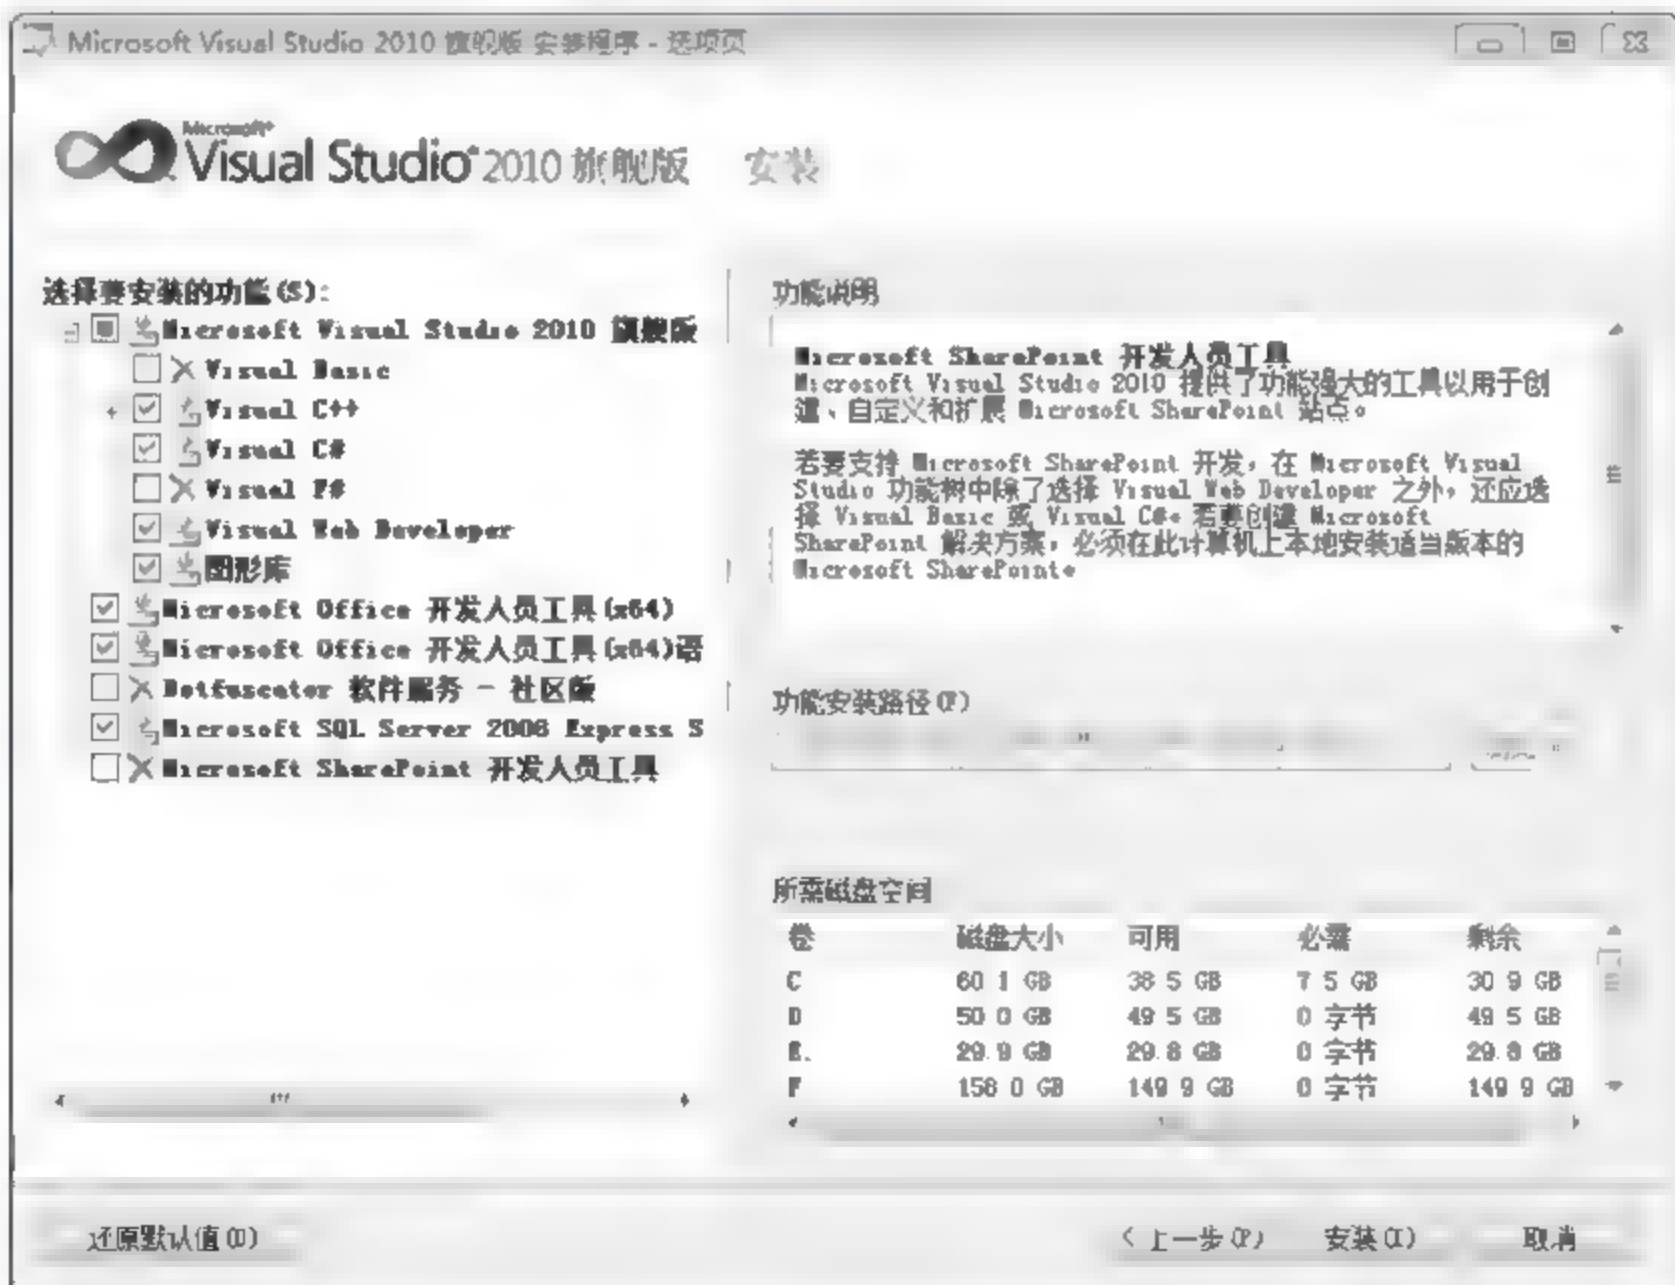 Microsoft Visual Studio 2010 旗舰版 安装程序 - 选项页
Microsoft
Visual Studio 2010 旗舰版 安装
选择要安装的功能(S):
Microsoft Visual Studio 2010 旗舰版
Visual Basic
Visual C++
Visual C#
Visual F#
Visual Web Developer
图形库
Microsoft Office 开发人员工具(x64)
Microsoft Office 开发人员工具(x64)语
Dotfuscator 软件服务 - 社区版
Microsoft SQL Server 2008 Express S
Microsoft SharePoint 开发人员工具
功能说明
Microsoft SharePoint 开发人员工具
Microsoft Visual Studio 2010 提供了功能强大的工具以用于创
建、自定义和扩展 Microsoft SharePoint 站点。
若要支持 Microsoft SharePoint 开发，在 Microsoft Visual
Studio 功能树中除了选择 Visual Web Developer 之外，还应选
择 Visual Basic 或 Visual C#。若要创建 Microsoft
SharePoint 解决方案，必须在此计算机上本地安装适当版本的
Microsoft SharePoint。
功能安装路径(F)
所需磁盘空间
卷 磁盘大小 可用 必需 剩余
C 60.1 GB 38.5 GB 7.5 GB 30.9 GB
D 50.0 GB 49.5 GB 0 字节 49.5 GB
E 29.9 GB 29.8 GB 0 字节 29.8 GB
F 158.0 GB 149.9 GB 0 字节 149.9 GB
还原默认值(D)
< 上一步(P) 安装(I) 取消